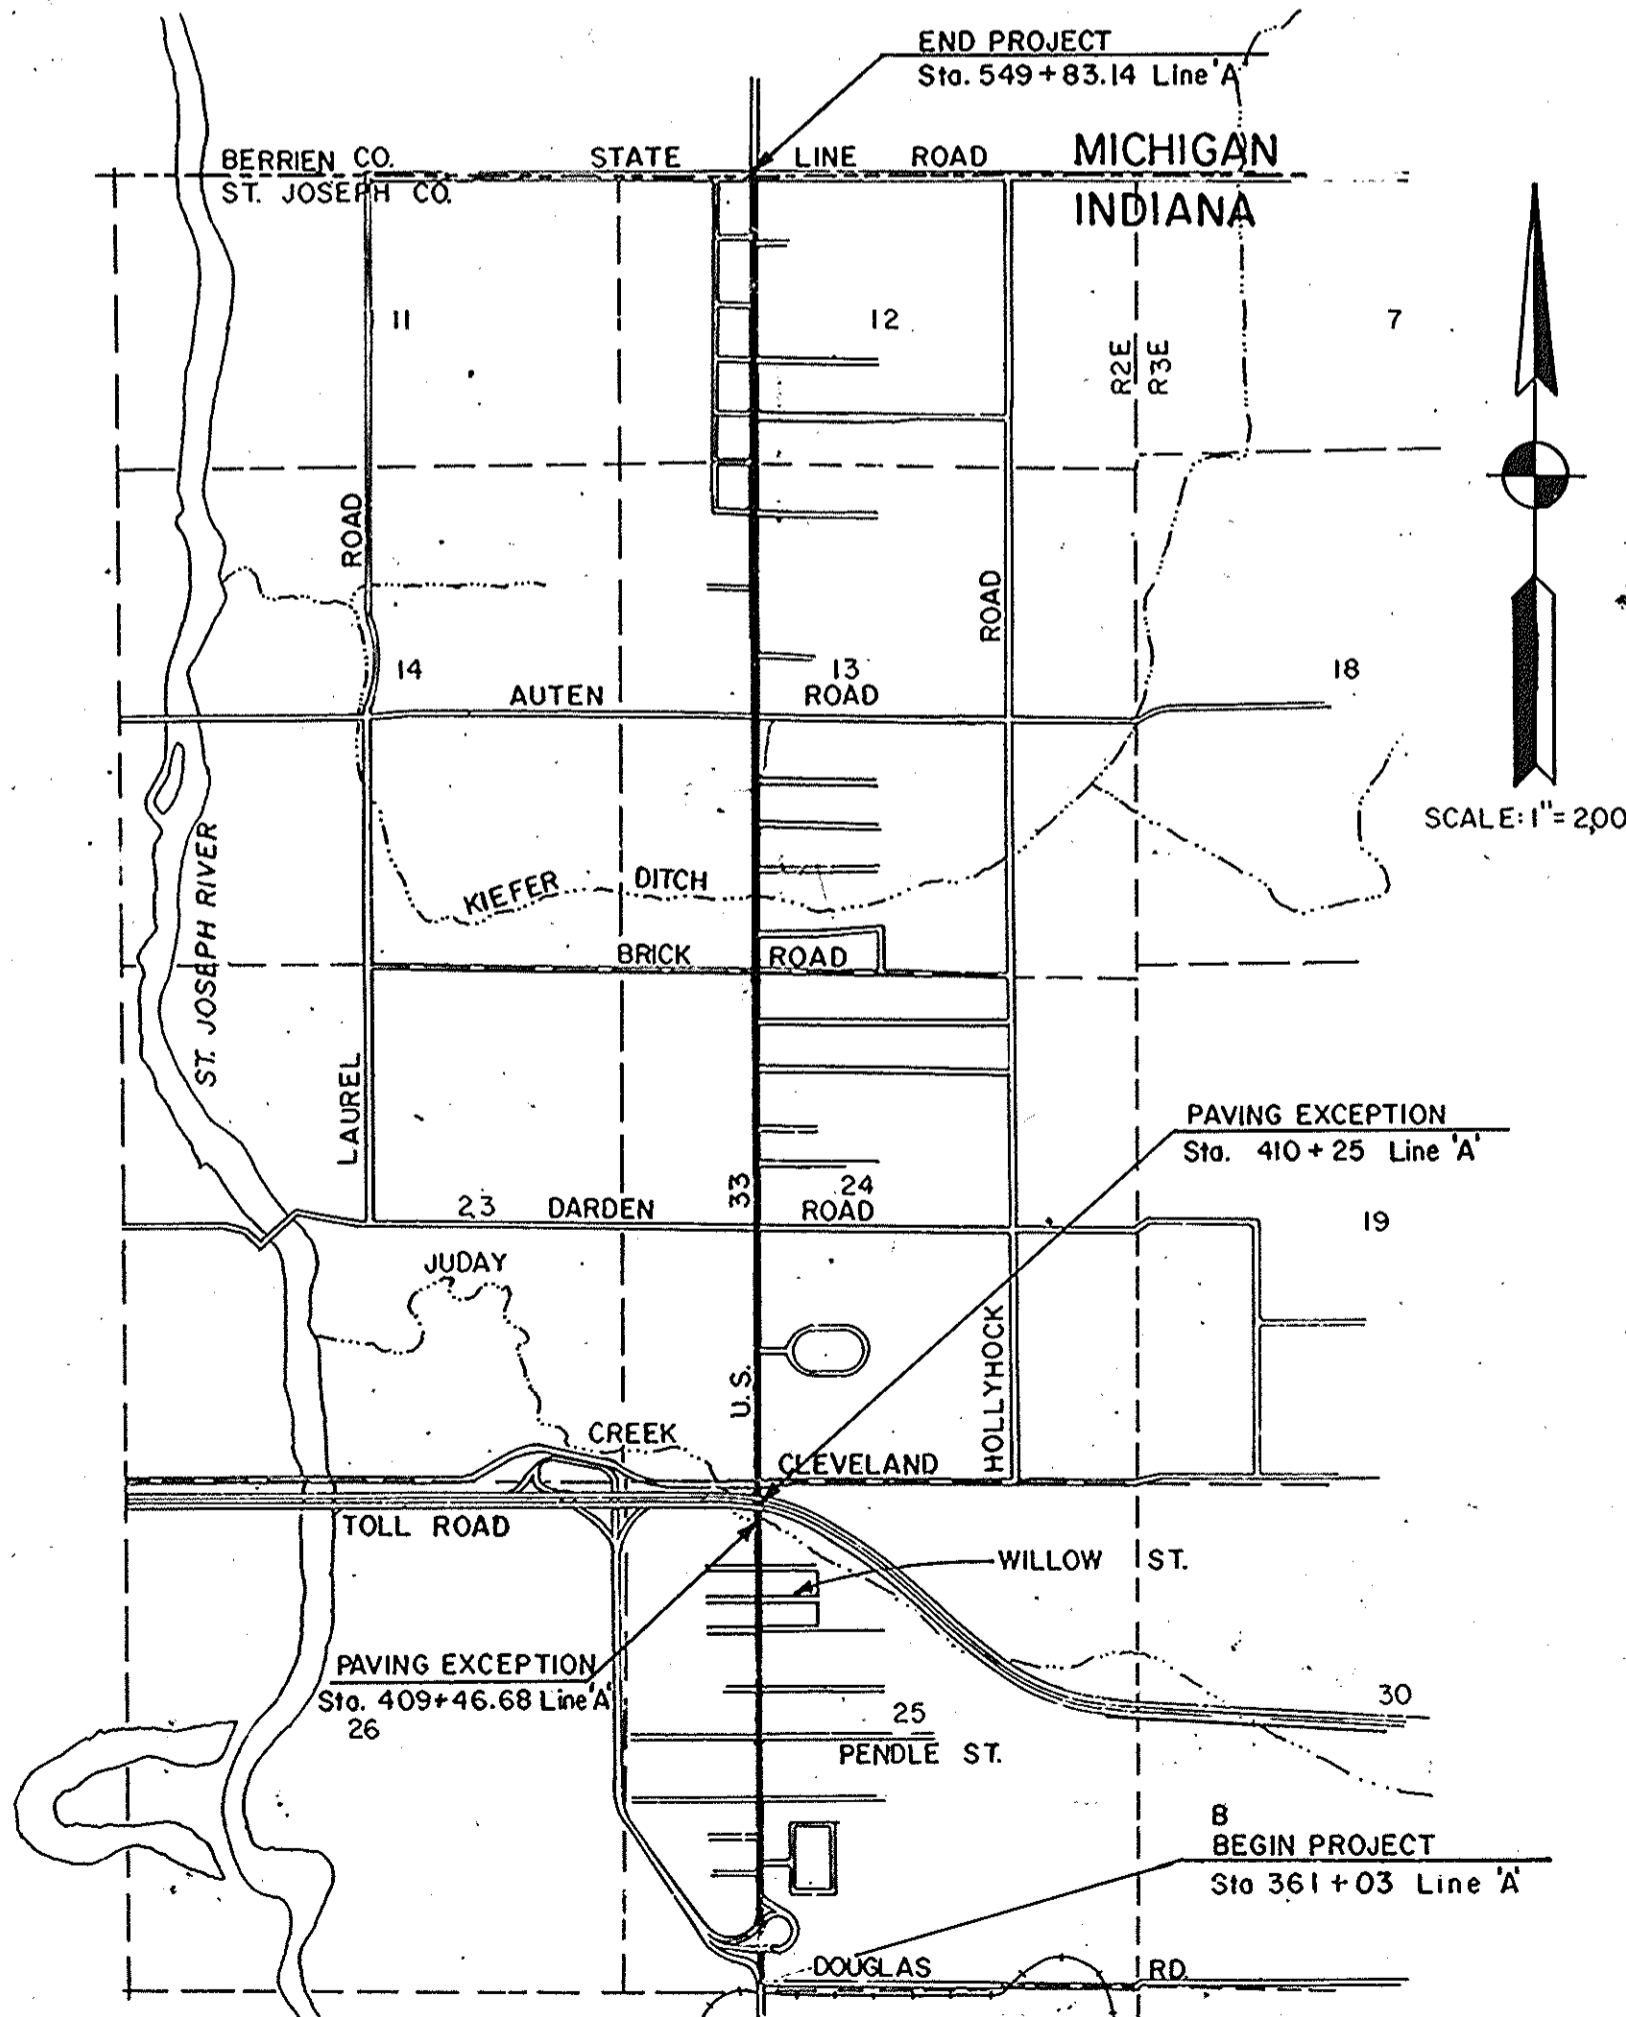 END PROJECT
Sta. 549+83.14 Line 'A'
BERRIEN CO.
STATE LINE ROAD
MICHIGAN
ST. JOSEPH CO.
INDIANA
11
12
7
R2E
R3E
ROAD
ROAD
14
13
18
AUTEN ROAD
SCALE: 1" = 2,00
ST. JOSEPH RIVER
KIEFER DITCH
BRICK ROAD
LAUREL
PAVING EXCEPTION
Sta. 410+25 Line 'A'
33
23
24
DARDEN ROAD
19
JUDAY
HOLLYHOCK
U.S.
CREEK
CLEVELAND
TOLL ROAD
WILLOW ST.
PAVING EXCEPTION
Sta. 409+46.68 Line 'A'
26
25
30
PENDLE ST.
B
BEGIN PROJECT
Sta 361+03 Line 'A'
DOUGLAS RD.